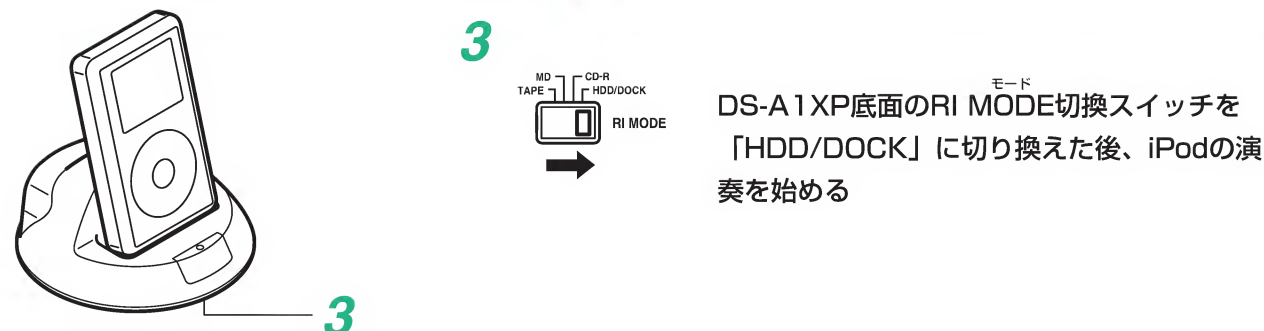 3
MD CD-R
TAPE HDD/DOCK
RI MODE
モード
DS-A1XP底面のRI MODE切換スイッチを
「HDD/DOCK」に切り換えた後、iPodの演
奏を始める
3